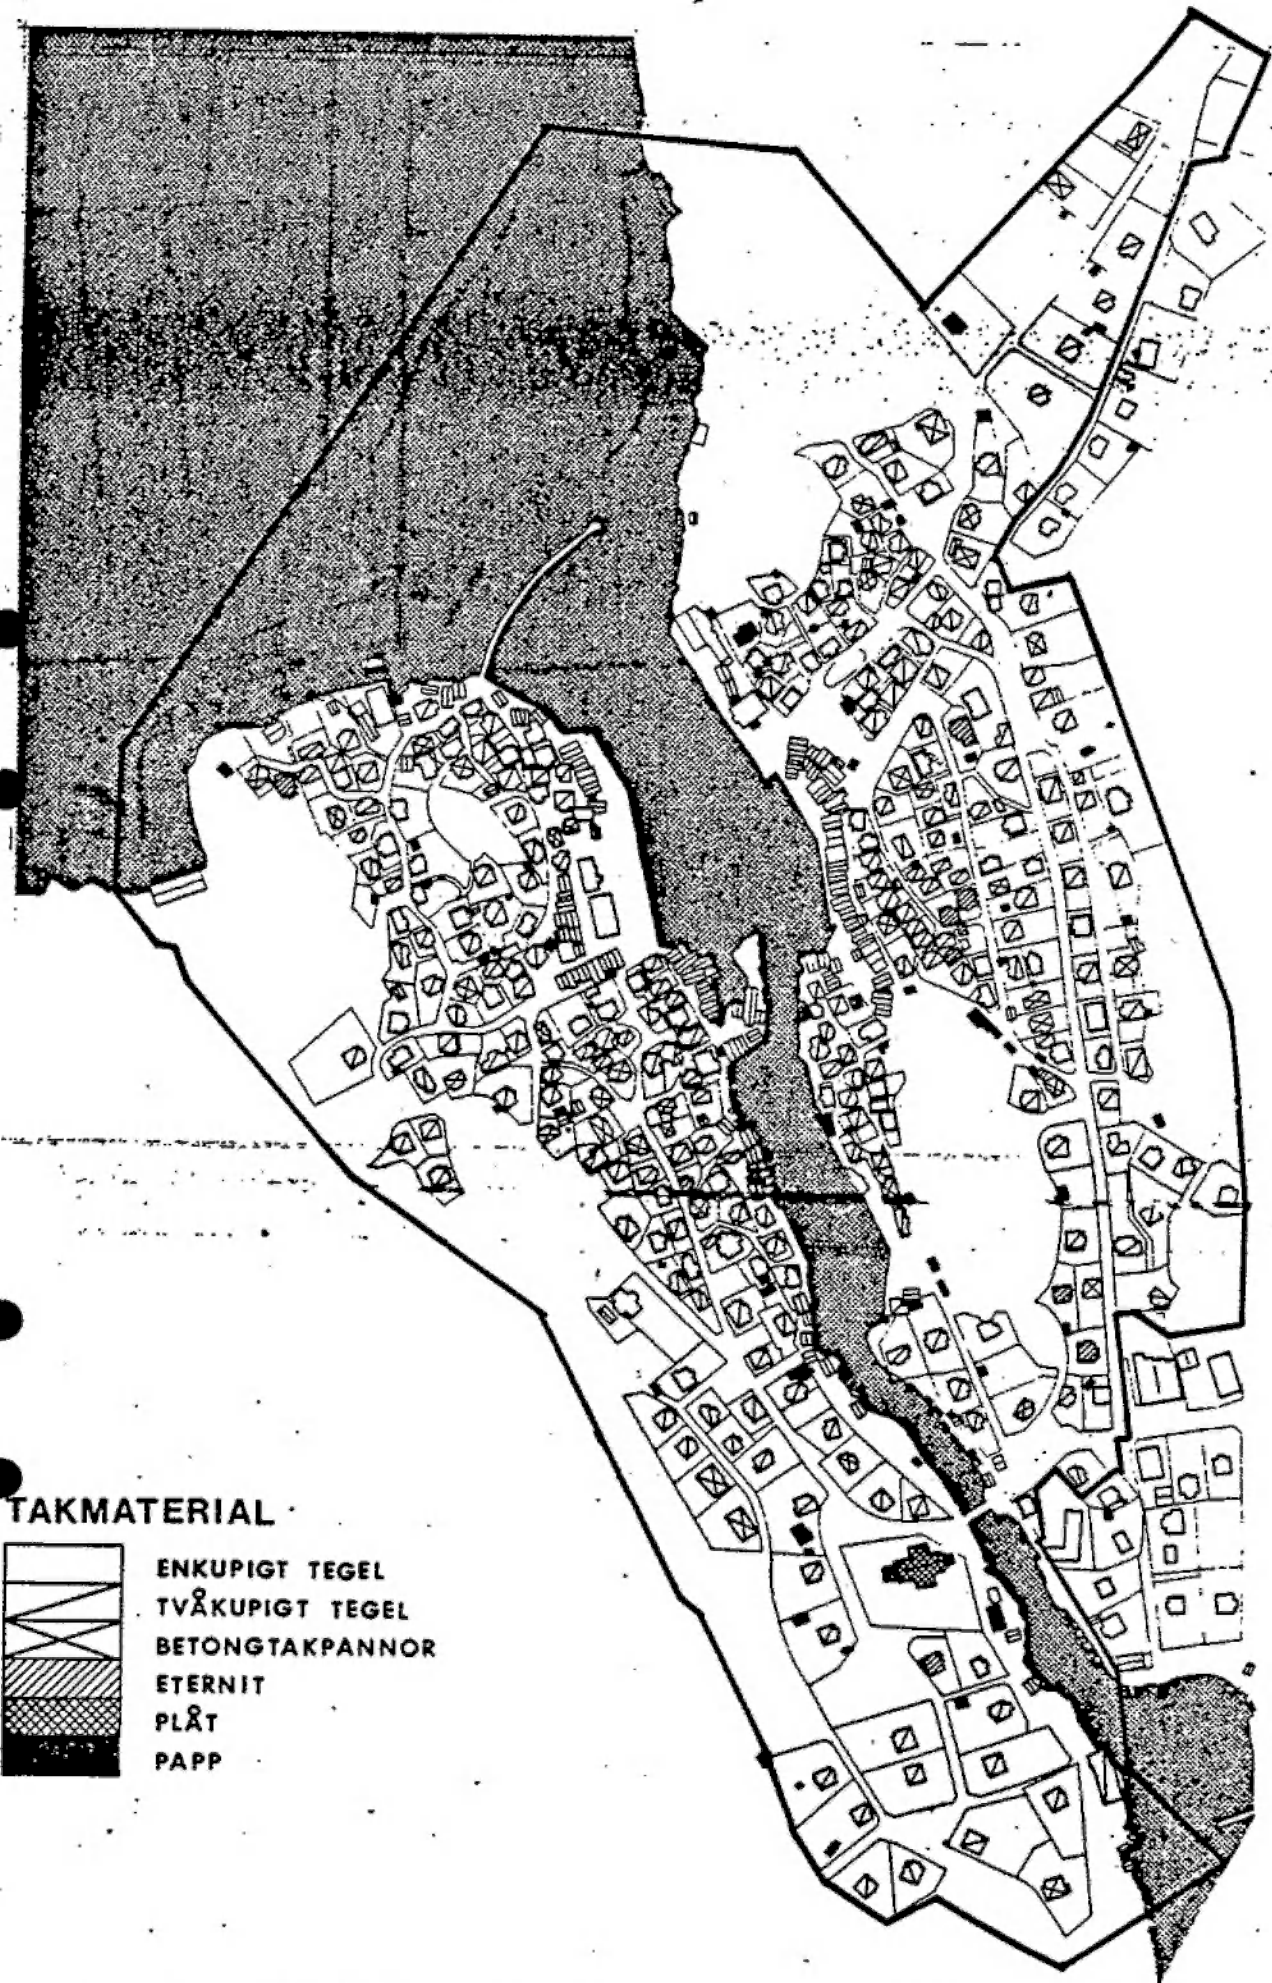 TAKMATERIAL
ENKUPIGT TEGEL
TVÅKUPIGT TEGEL
BETONGTAKPANNOR
ETERNIT
PLÅT
PAPP